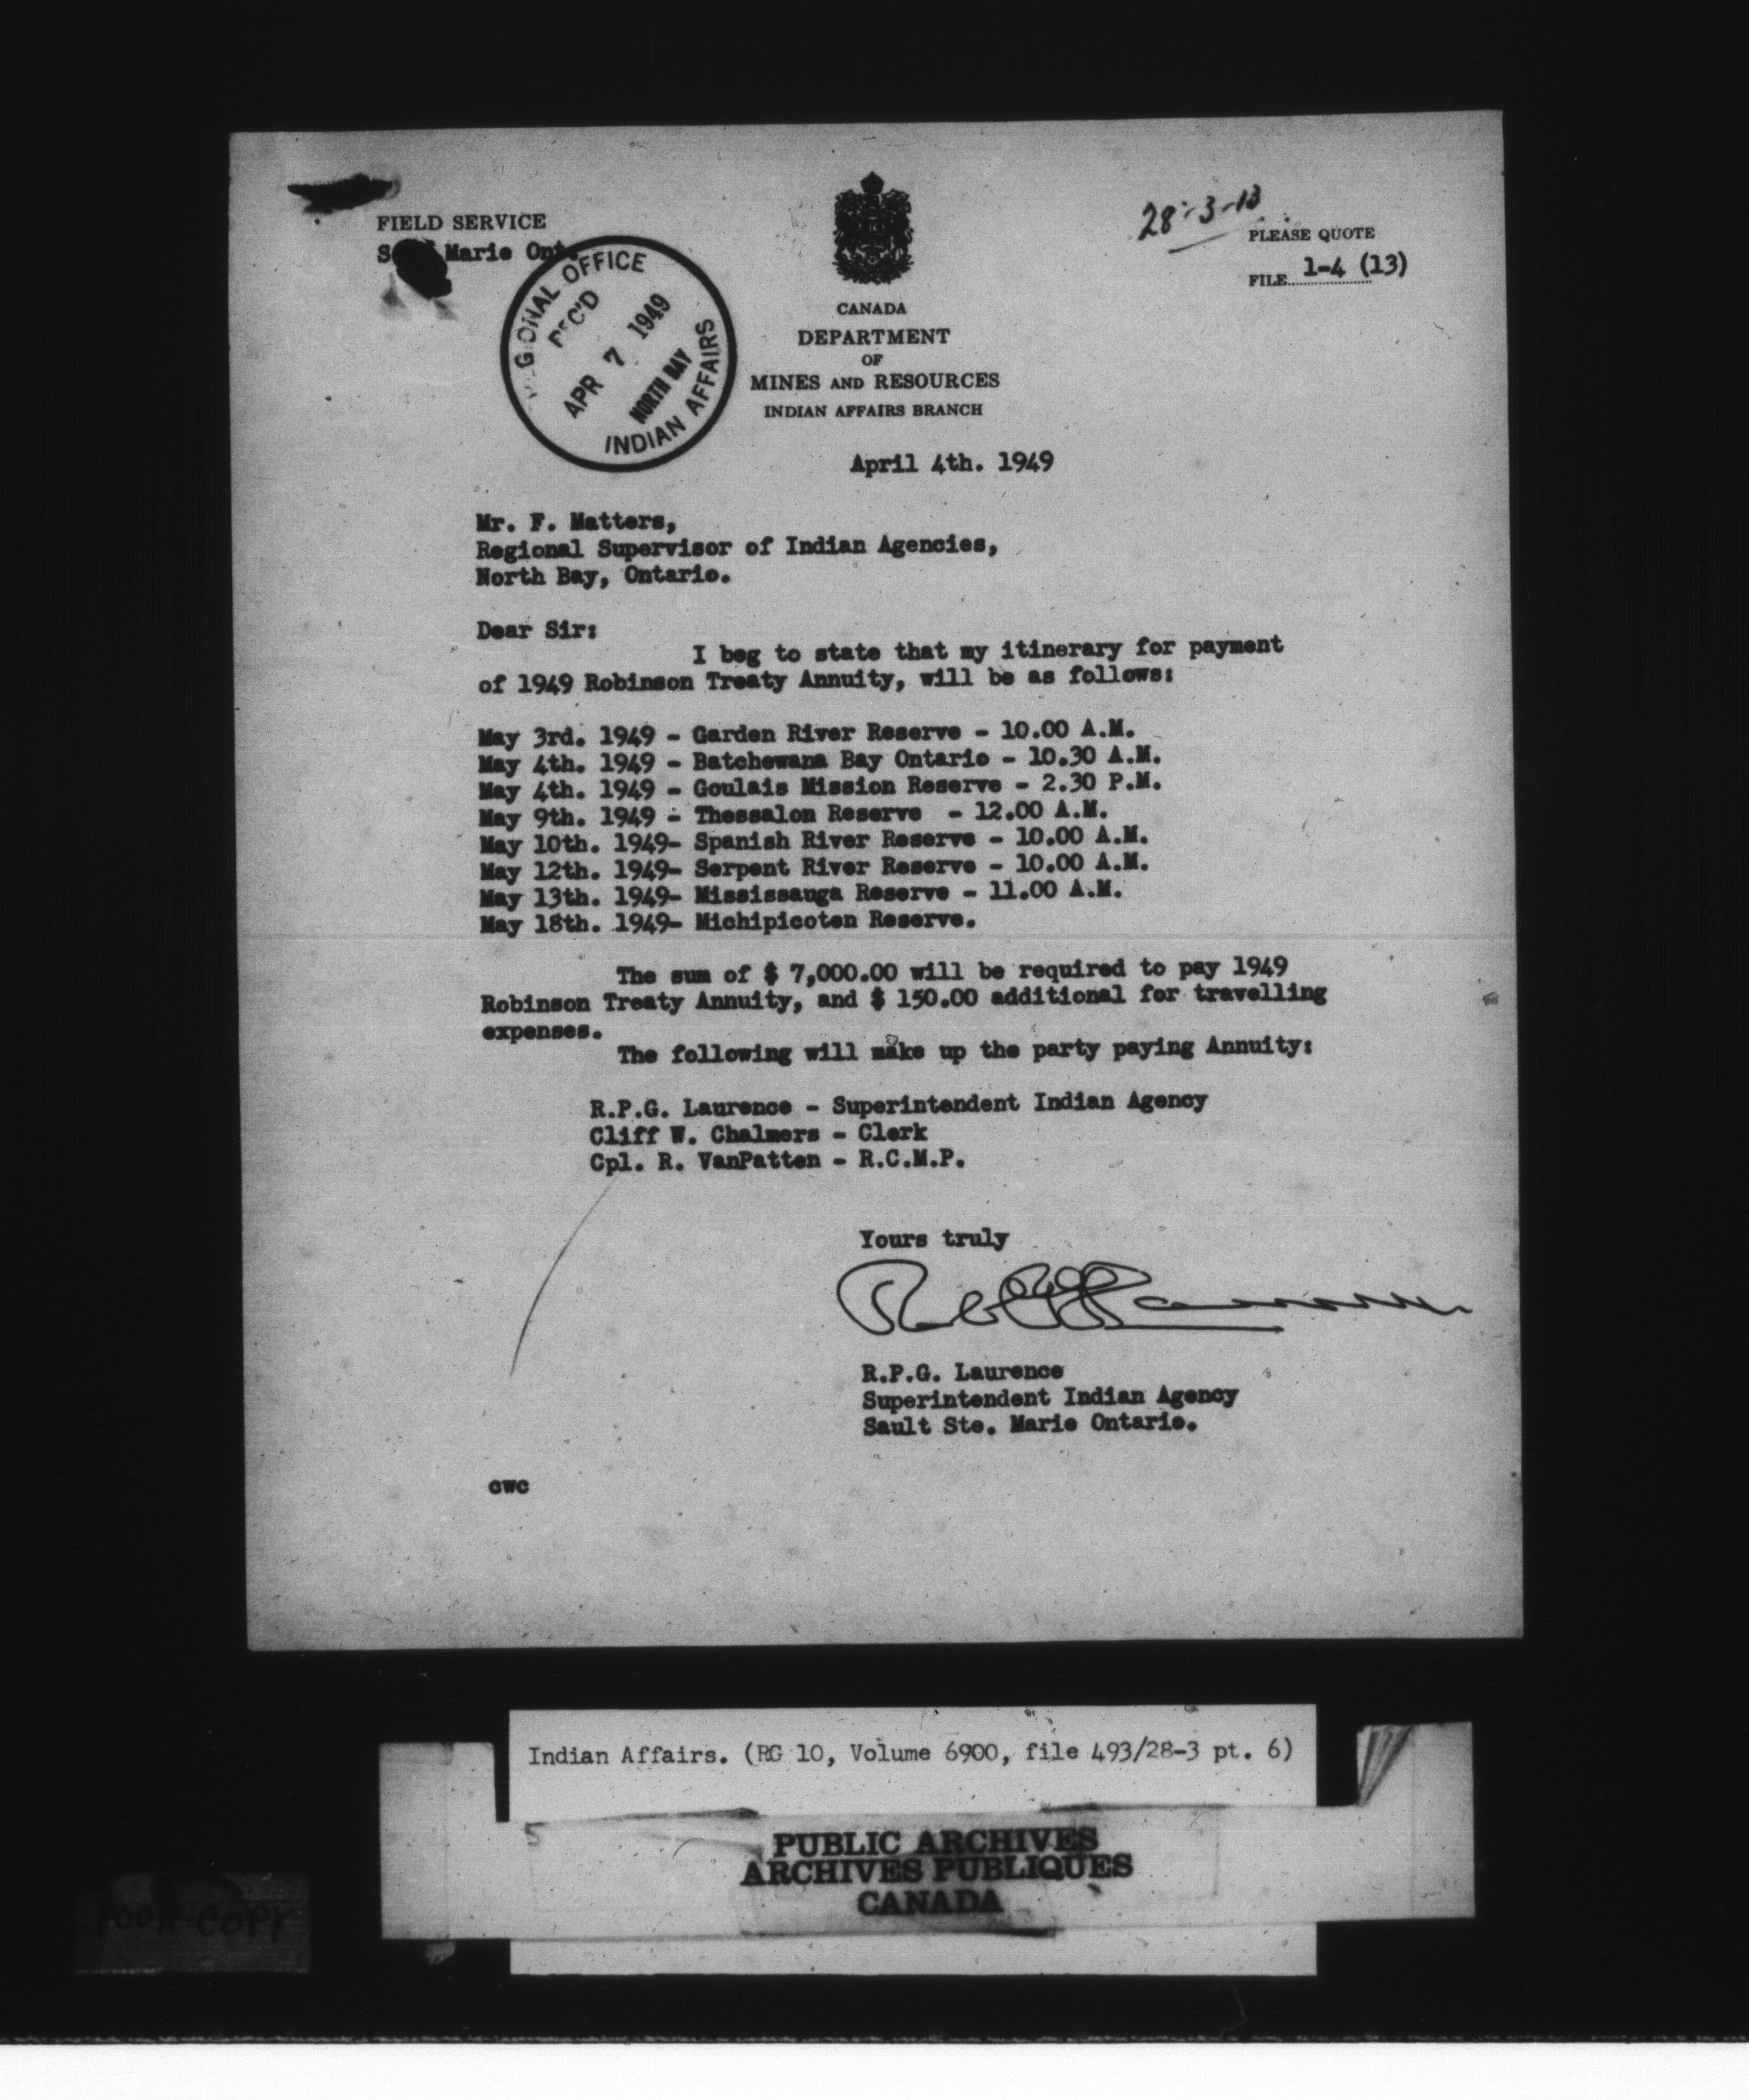 FIELD SERVICE
Marie Ont.
28-3-13
PLEASE QUOTE
FILE 1-4 (13)
REGIONAL OFFICE
REC'D
APR 7 1949
NORTH BAY
INDIAN AFFAIRS
CANADA
DEPARTMENT
OF
MINES AND RESOURCES
INDIAN AFFAIRS BRANCH
April 4th. 1949
Mr. F. Matters,
Regional Supervisor of Indian Agencies,
North Bay, Ontario.
Dear Sir:
I beg to state that my itinerary for payment
of 1949 Robinson Treaty Annuity, will be as follows:
May 3rd. 1949 - Garden River Reserve - 10.00 A.M.
May 4th. 1949 - Batchewana Bay Ontario - 10.30 A.M.
May 4th. 1949 - Goulais Mission Reserve - 2.30 P.M.
May 9th. 1949 - Thessalon Reserve - 12.00 A.M.
May 10th. 1949- Spanish River Reserve - 10.00 A.M.
May 12th. 1949- Serpent River Reserve - 10.00 A.M.
May 13th. 1949- Mississauga Reserve - 11.00 A.M.
May 18th. 1949- Michipicoten Reserve.
The sum of $ 7,000.00 will be required to pay 1949
Robinson Treaty Annuity, and $ 150.00 additional for travelling
expenses.
The following will make up the party paying Annuity:
R.P.G. Laurence - Superintendent Indian Agency
Cliff W. Chalmers - Clerk
Cpl. R. VanPatten - R.C.M.P.
Yours truly
R.P.G. Laurence
Superintendent Indian Agency
Sault Ste. Marie Ontario.
cwc
Indian Affairs. (RG 10, Volume 6900, file 493/28-3 pt. 6)
PUBLIC ARCHIVES
ARCHIVES PUBLIQUES
CANADA
POOR COPY